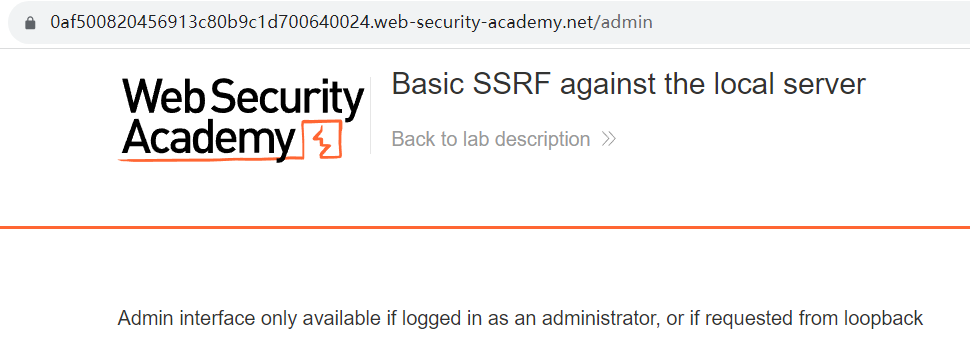 0af500820456913c80b9c1d700640024.web-security-academy.net/admin
Web Security
Academy
Basic SSRF against the local server
Back to lab description
Admin interface only available if logged in as an administrator, or if requested from loopback